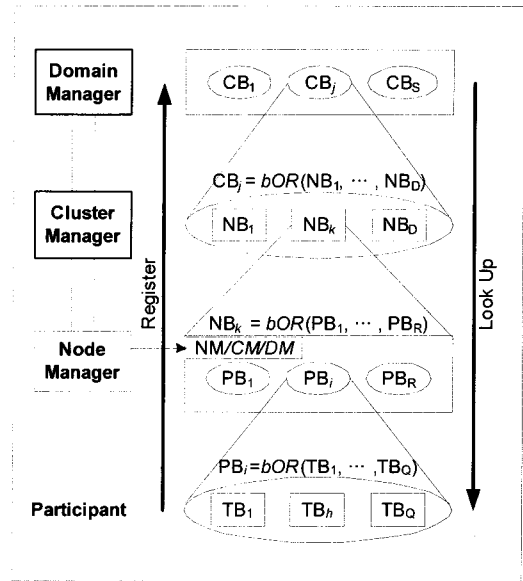 Domain
Manager
CB1 CBj CBS
CBj = bOR(NB1, ⋯ , NBD)
Cluster
Manager
NB1 NBk NBD
Register
Look Up
NBk = bOR(PB1, ⋯ , PBR)
Node
Manager
NM/CM/DM
PB1 PBi PBR
PBi=bOR(TB1, ⋯ ,TBQ)
Participant
TB1 TBh TBQ